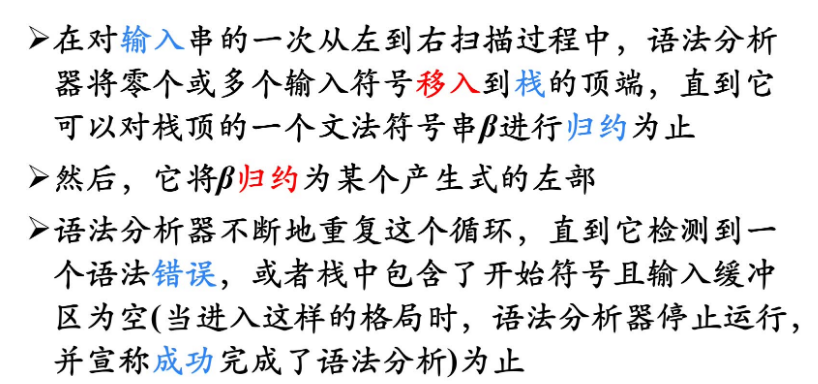 ➢在对输入串的一次从左到右扫描过程中，语法分析
器将零个或多个输入符号移入到栈的顶端，直到它
可以对栈顶的一个文法符号串β进行归约为止
➢然后，它将β归约为某个产生式的左部
➢语法分析器不断地重复这个循环，直到它检测到一
个语法错误，或者栈中包含了开始符号且输入缓冲
区为空(当进入这样的格局时，语法分析器停止运行，
并宣称成功完成了语法分析)为止